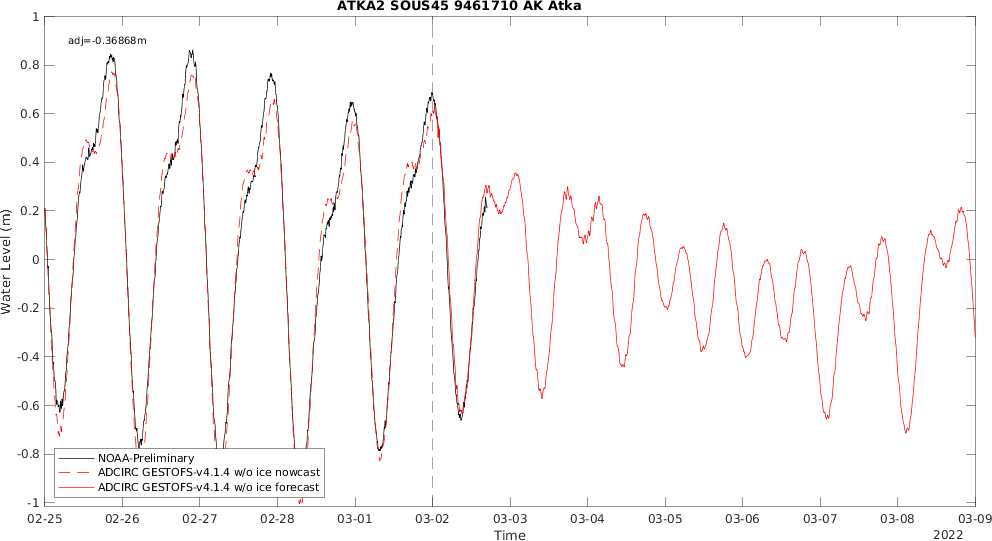 ATKA2 SOUS45 9461710 AK Atka
adj=-0.36868m
1
0.8
0.6
0.4
0.2
0
-0.2
-0.4
-0.6
-0.8
-1
Water Level (m)
NOAA-Preliminary
ADCIRC GESTOFS-v4.1.4 w/o ice nowcast
ADCIRC GESTOFS-v4.1.4 w/o ice forecast
02-25 02-26 02-27 02-28 03-01 03-02 03-03 03-04 03-05 03-06 03-07 03-08 03-09
Time
2022